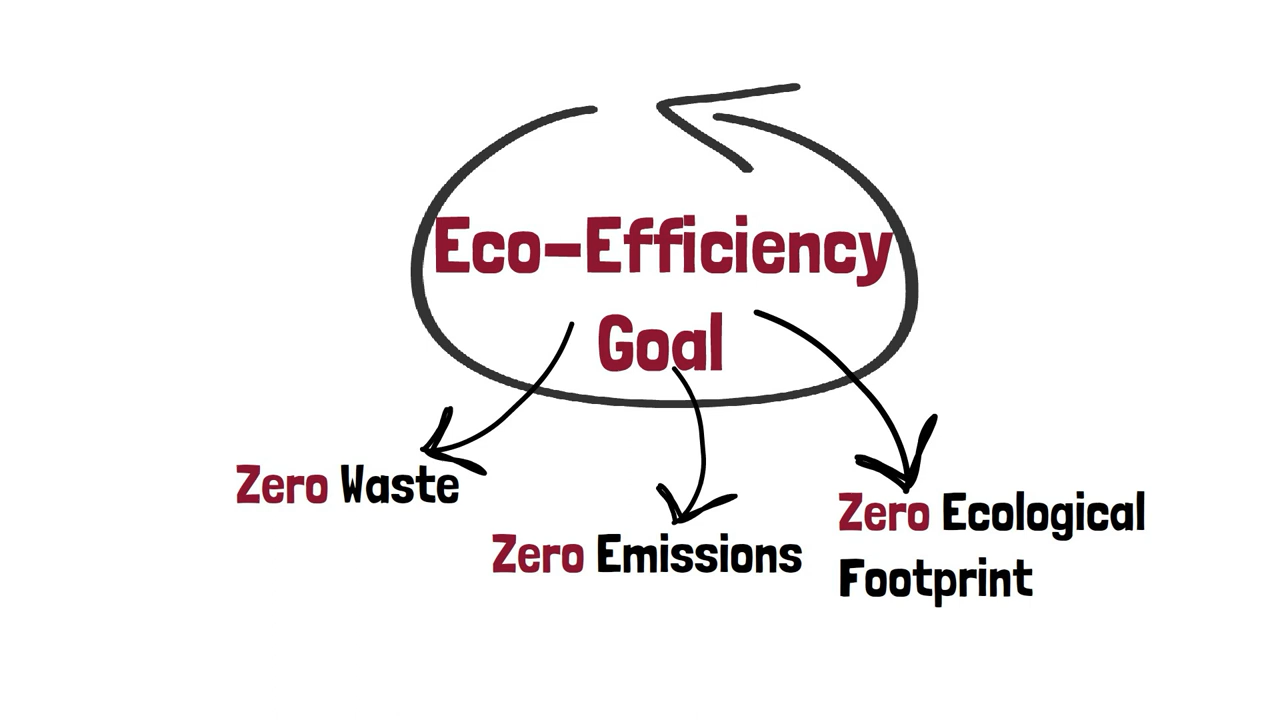 Eco-Efficiency
Goal
Zero Waste
Zero Emissions
Zero Ecological
Footprint